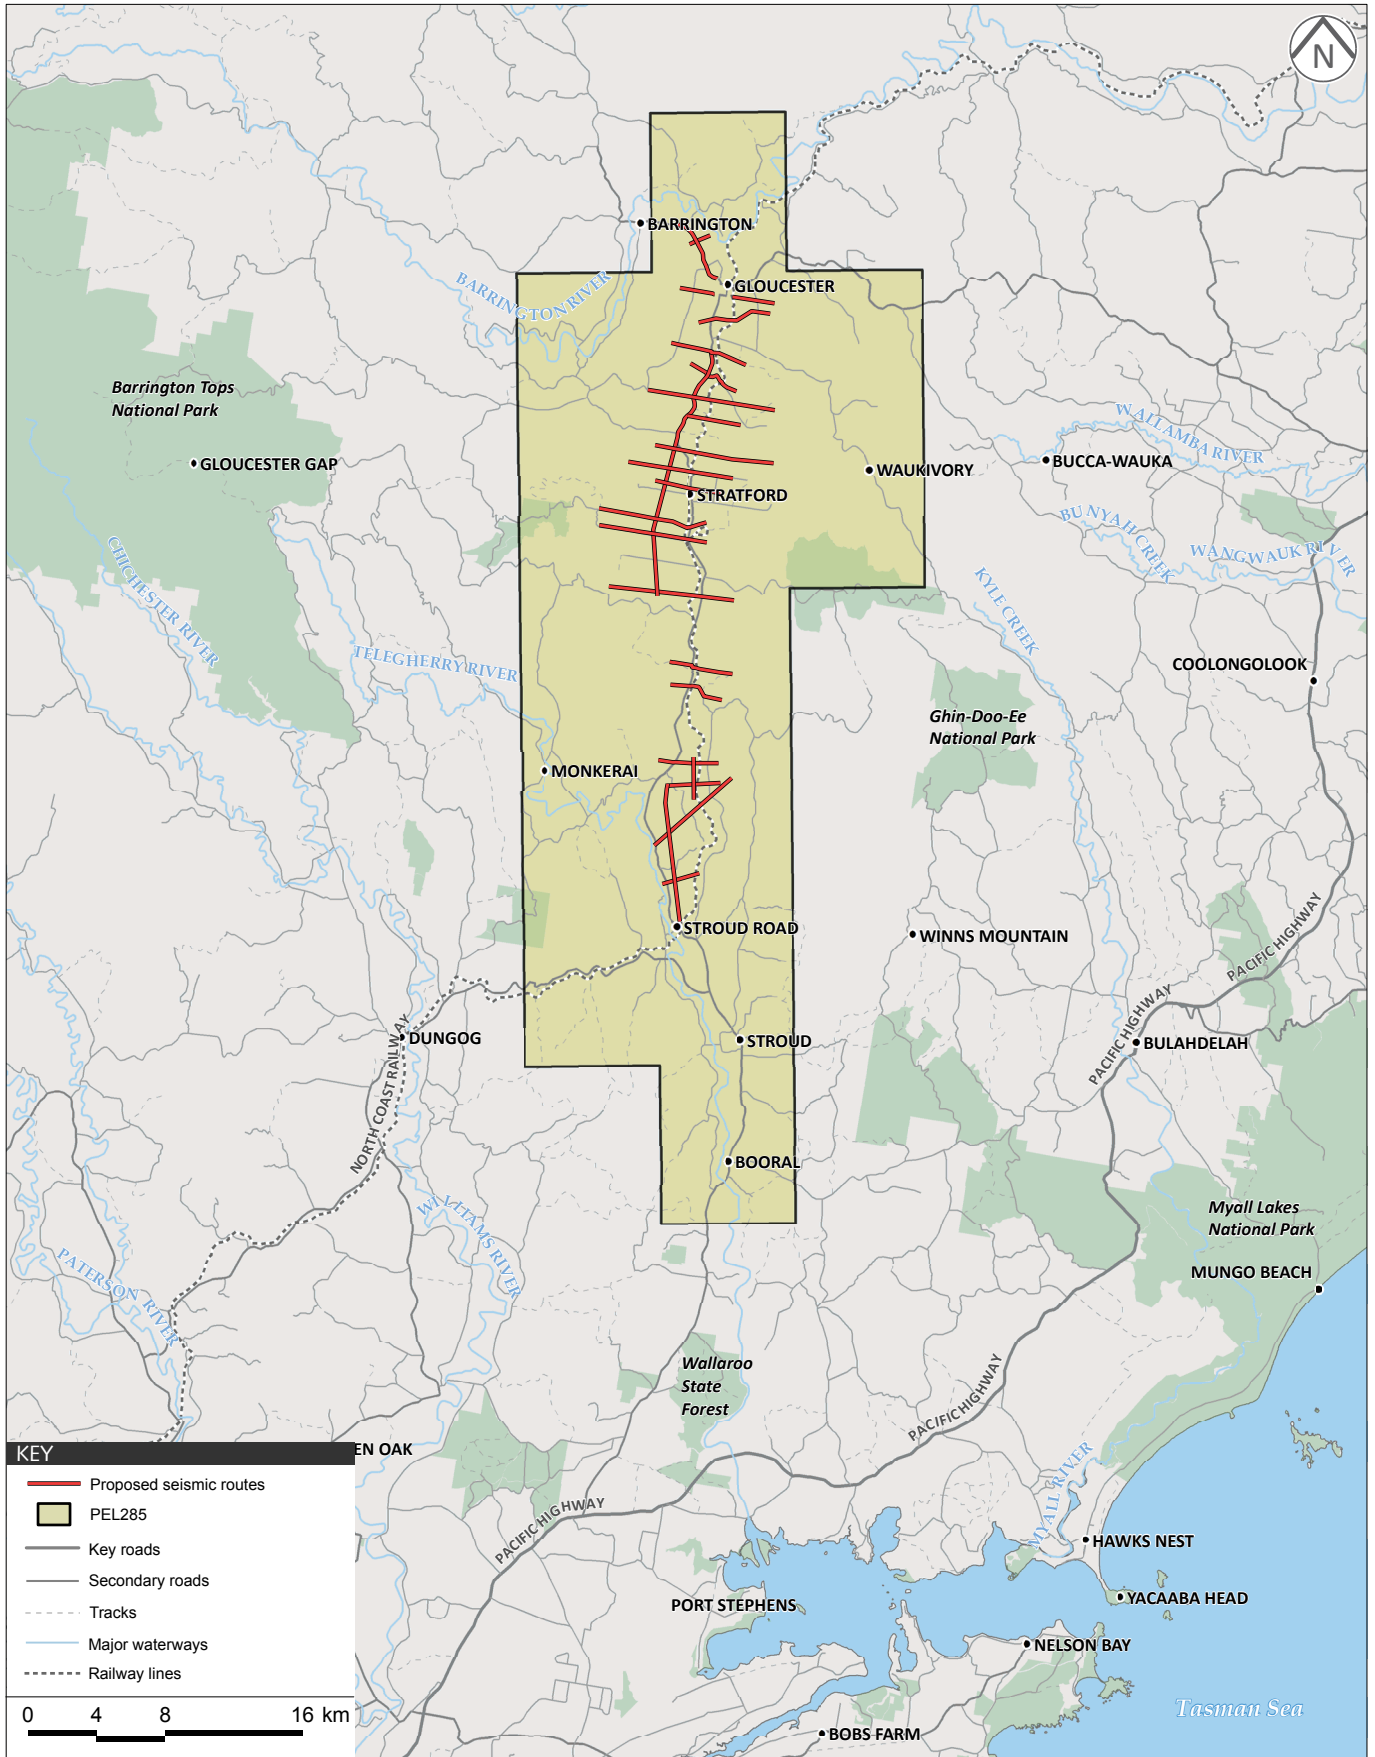 N
BARRINGTON
BARRINGTON RIVER
GLOUCESTER
Barrington Tops
National Park
GLOUCESTER GAP
WALLAMBA RIVER
BUCCA-WAUKA
WAUKIVORY
STRATFORD
BUNYAH CREEK
WANGWAUK RIVER
CHICHESTER RIVER
KYLE CREEK
TELEGHERRY RIVER
COOLONGOLOOK
Ghin-Doo-Ee
National Park
MONKERAI
STROUD ROAD
WINNS MOUNTAIN
PACIFIC HIGHWAY
PACIFIC HIGHWAY
DUNGOG
STROUD
BULAHDELAH
NORTH COAST RAILWAY
BOORAL
WILLIAMS RIVER
Myall Lakes
National Park
PATERSON RIVER
MUNGO BEACH
Wallaroo
State
Forest
PACIFIC HIGHWAY
EN OAK
PACIFIC HIGHWAY
MYALL RIVER
HAWKS NEST
YACAABA HEAD
PORT STEPHENS
NELSON BAY
Tasman Sea
BOBS FARM
KEY
Proposed seismic routes
PEL285
Key roads
Secondary roads
Tracks
Major waterways
Railway lines
0 4 8 16 km